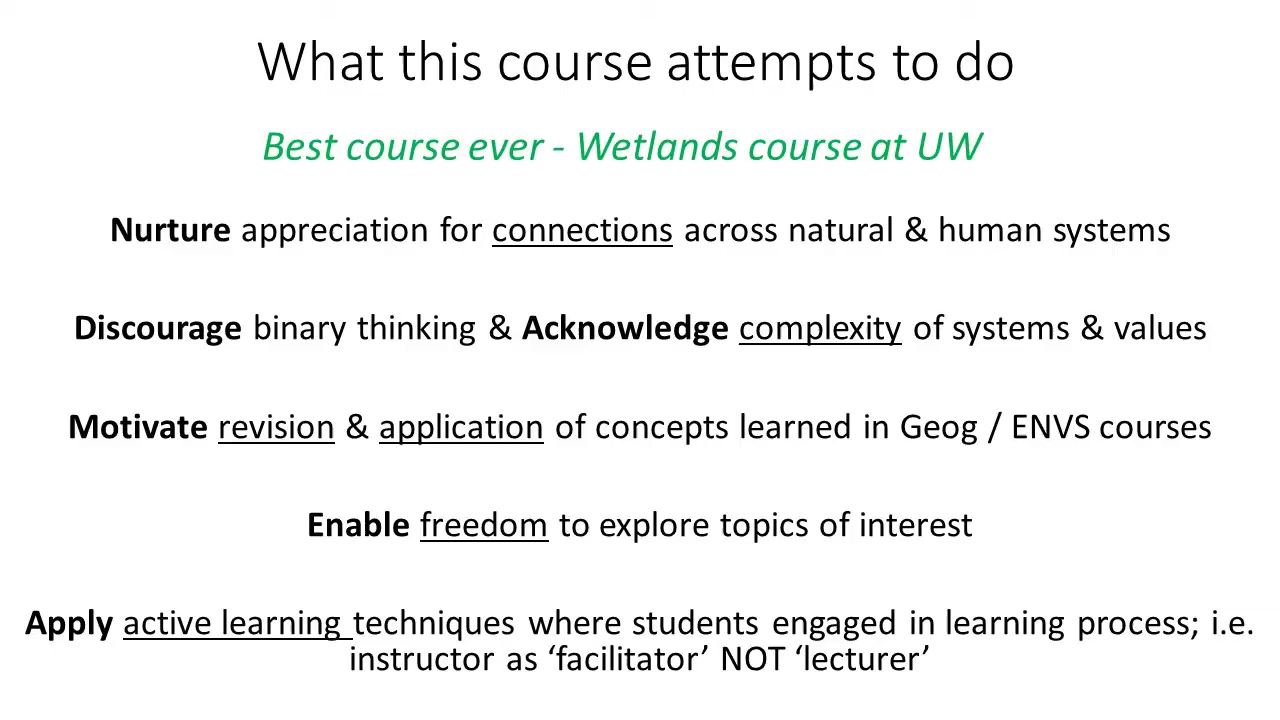 What this course attempts to do
Best course ever - Wetlands course at UW
Nurture appreciation for connections across natural & human systems
Discourage binary thinking & Acknowledge complexity of systems & values
Motivate revision & application of concepts learned in Geog / ENVS courses
Enable freedom to explore topics of interest
Apply active learning techniques where students engaged in learning process; i.e.
instructor as ‘facilitator’ NOT ‘lecturer’